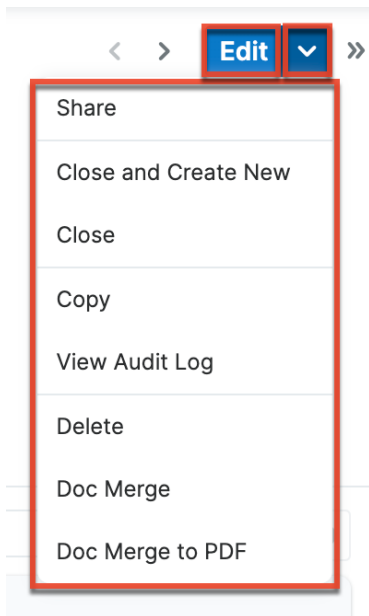 Edit
Share
Close and Create New
Close
Copy
View Audit Log
Delete
Doc Merge
Doc Merge to PDF